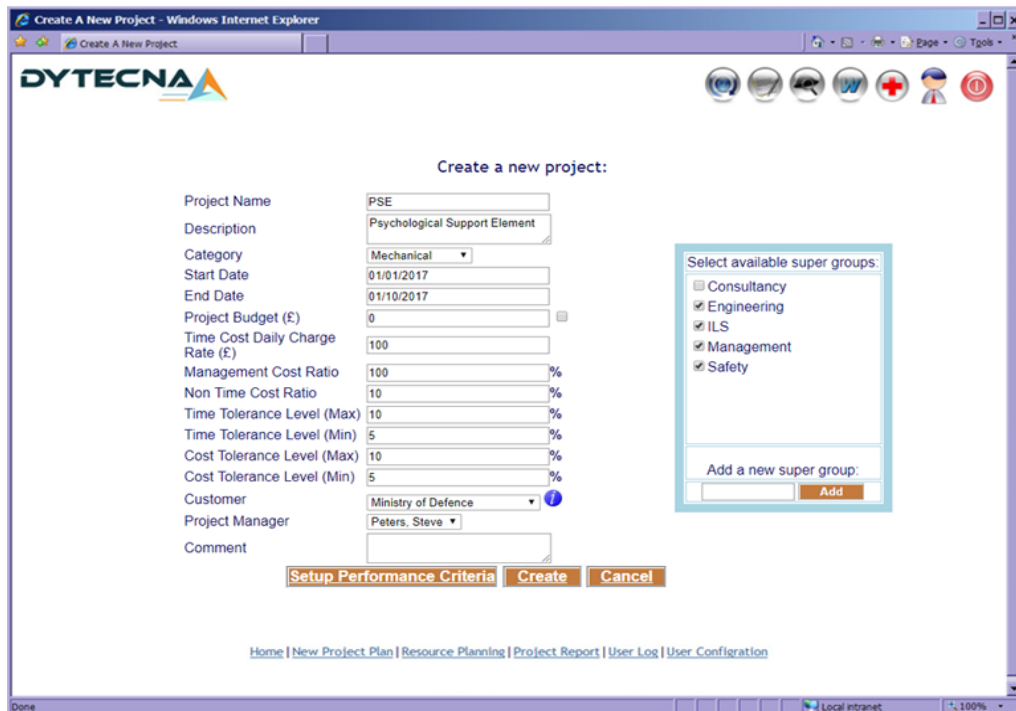 Create A New Project - Windows Internet Explorer
Create A New Project
Page
Tools
DYTECNA
W
Create a new project:
Project Name PSE
Description Psychological Support Element
Category Mechanical
Start Date 01/01/2017
End Date 01/10/2017
Project Budget (£) 0
Time Cost Daily Charge
Rate (£) 100
Management Cost Ratio 100 %
Non Time Cost Ratio 10 %
Time Tolerance Level (Max) 10 %
Time Tolerance Level (Min) 5 %
Cost Tolerance Level (Max) 10 %
Cost Tolerance Level (Min) 5 %
Customer Ministry of Defence i
Project Manager Peters, Steve
Comment
Setup Performance Criteria Create Cancel
Select available super groups:
Consultancy
Engineering
ILS
Management
Safety
Add a new super group:
Add
Home | New Project Plan | Resource Planning | Project Report | User Log | User Configration
Done
Local intranet
100%